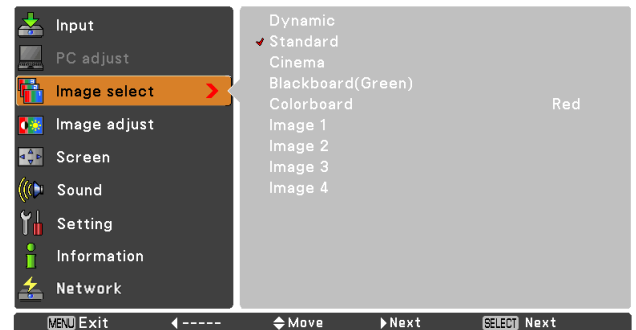 Input
PC adjust
Image select
Image adjust
Screen
Sound
Setting
Information
Network
Dynamic
Standard
Cinema
Blackboard(Green)
Colorboard Red
Image 1
Image 2
Image 3
Image 4
MENU Exit ----- Move Next SELECT Next